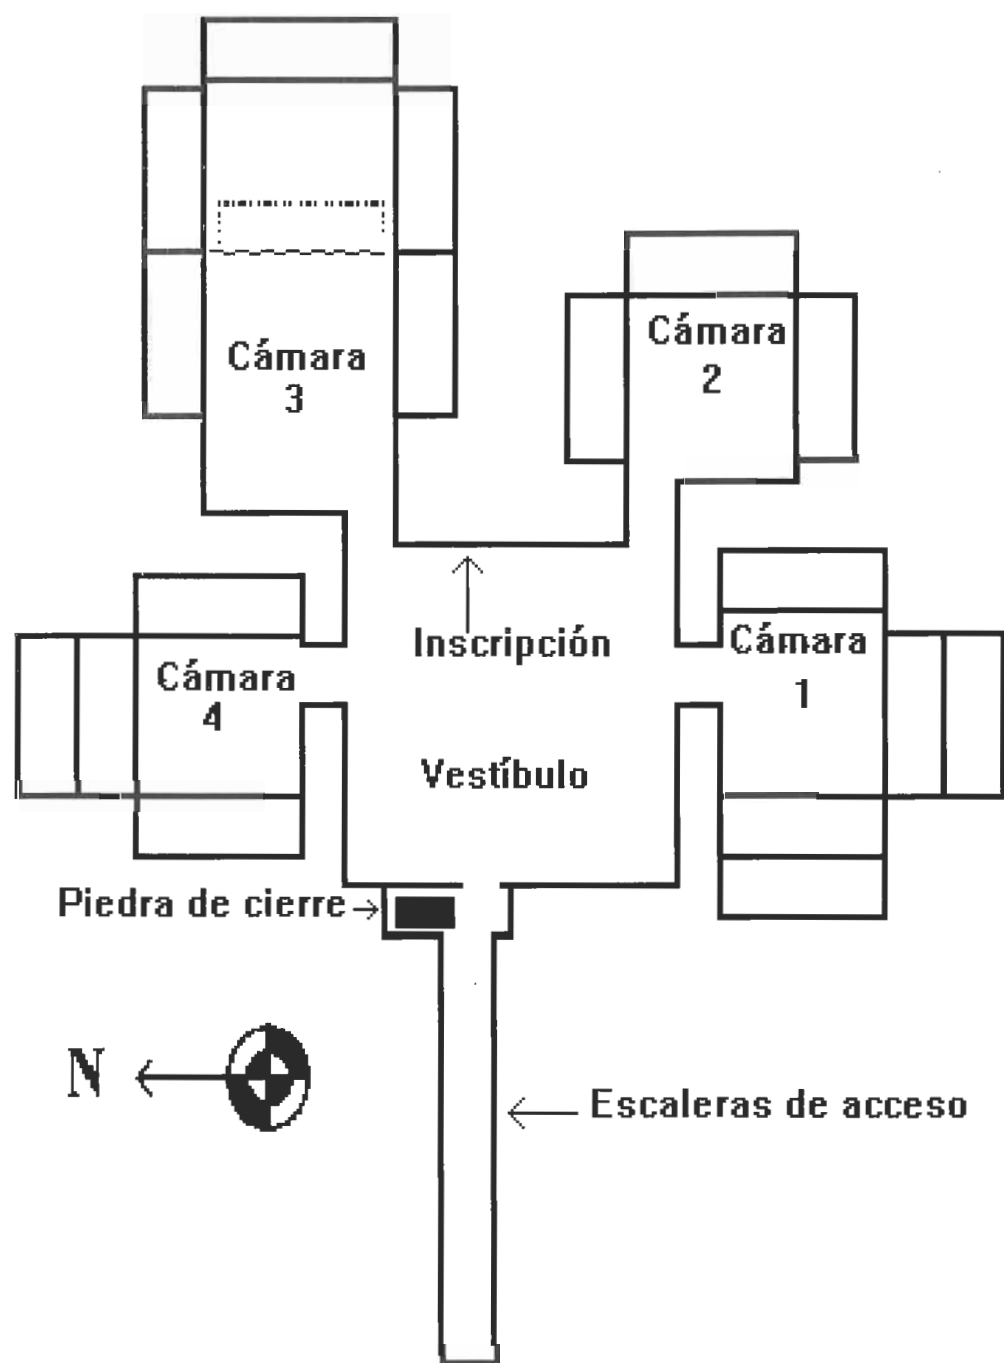 Cámara
2
Cámara
3
Inscripción
Cámara
1
Cámara
4
Vestíbulo
Piedra de cierre
N
Escaleras de acceso